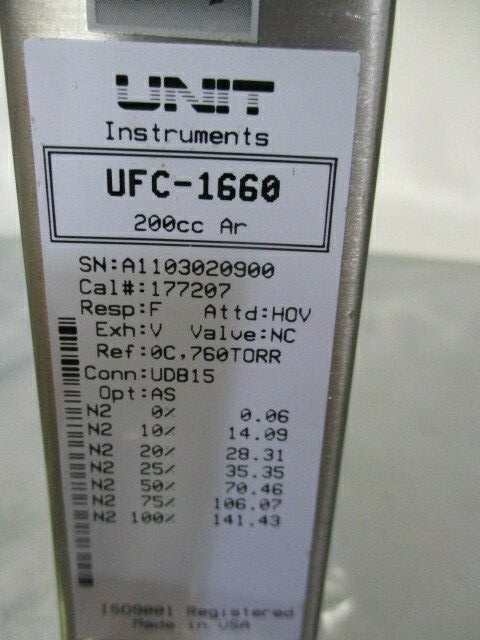 UNIT
Instruments
UFC-1660
200cc Ar
SN:A1103020900
Cal#:177207
Resp:F Attd:HOV
Exh:V Valve:NC
Ref:0C,760TORR
Conn:UDB15
Opt:AS
N2 0% 0.06
N2 10% 14.09
N2 20% 28.31
N2 25% 35.35
N2 50% 70.46
N2 75% 106.07
N2 100% 141.43
ISO9001 Registered
Made in USA